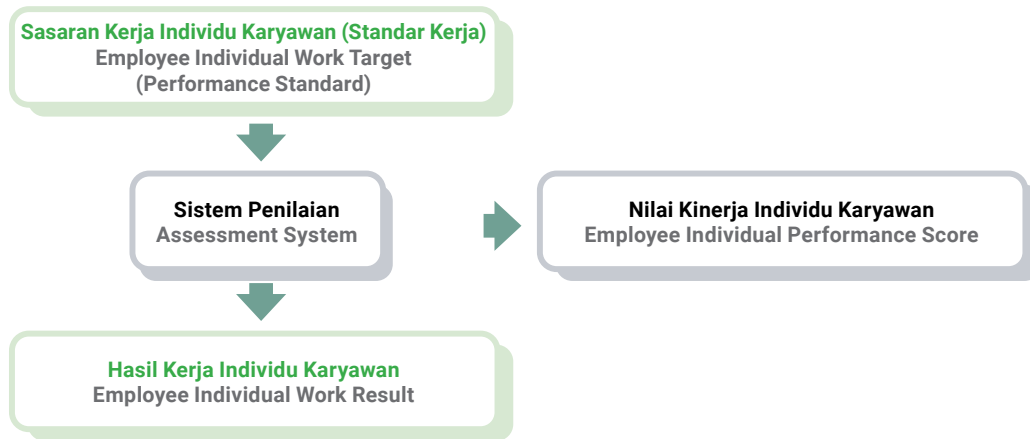 Sasaran Kerja Individu Karyawan (Standar Kerja)
Employee Individual Work Target
(Performance Standard)
Sistem Penilaian
Assessment System
Nilai Kinerja Individu Karyawan
Employee Individual Performance Score
Hasil Kerja Individu Karyawan
Employee Individual Work Result